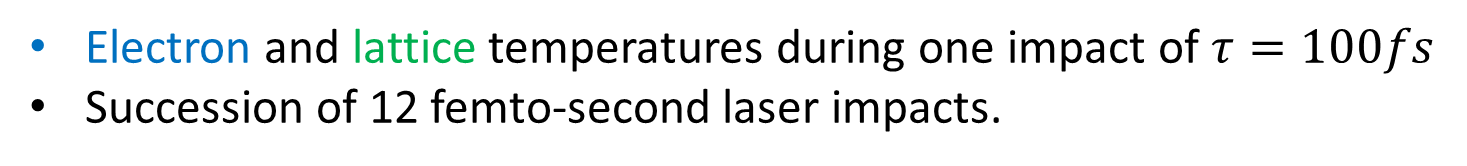 • Electron and lattice temperatures during one impact of τ = 100fs
• Succession of 12 femto-second laser impacts.